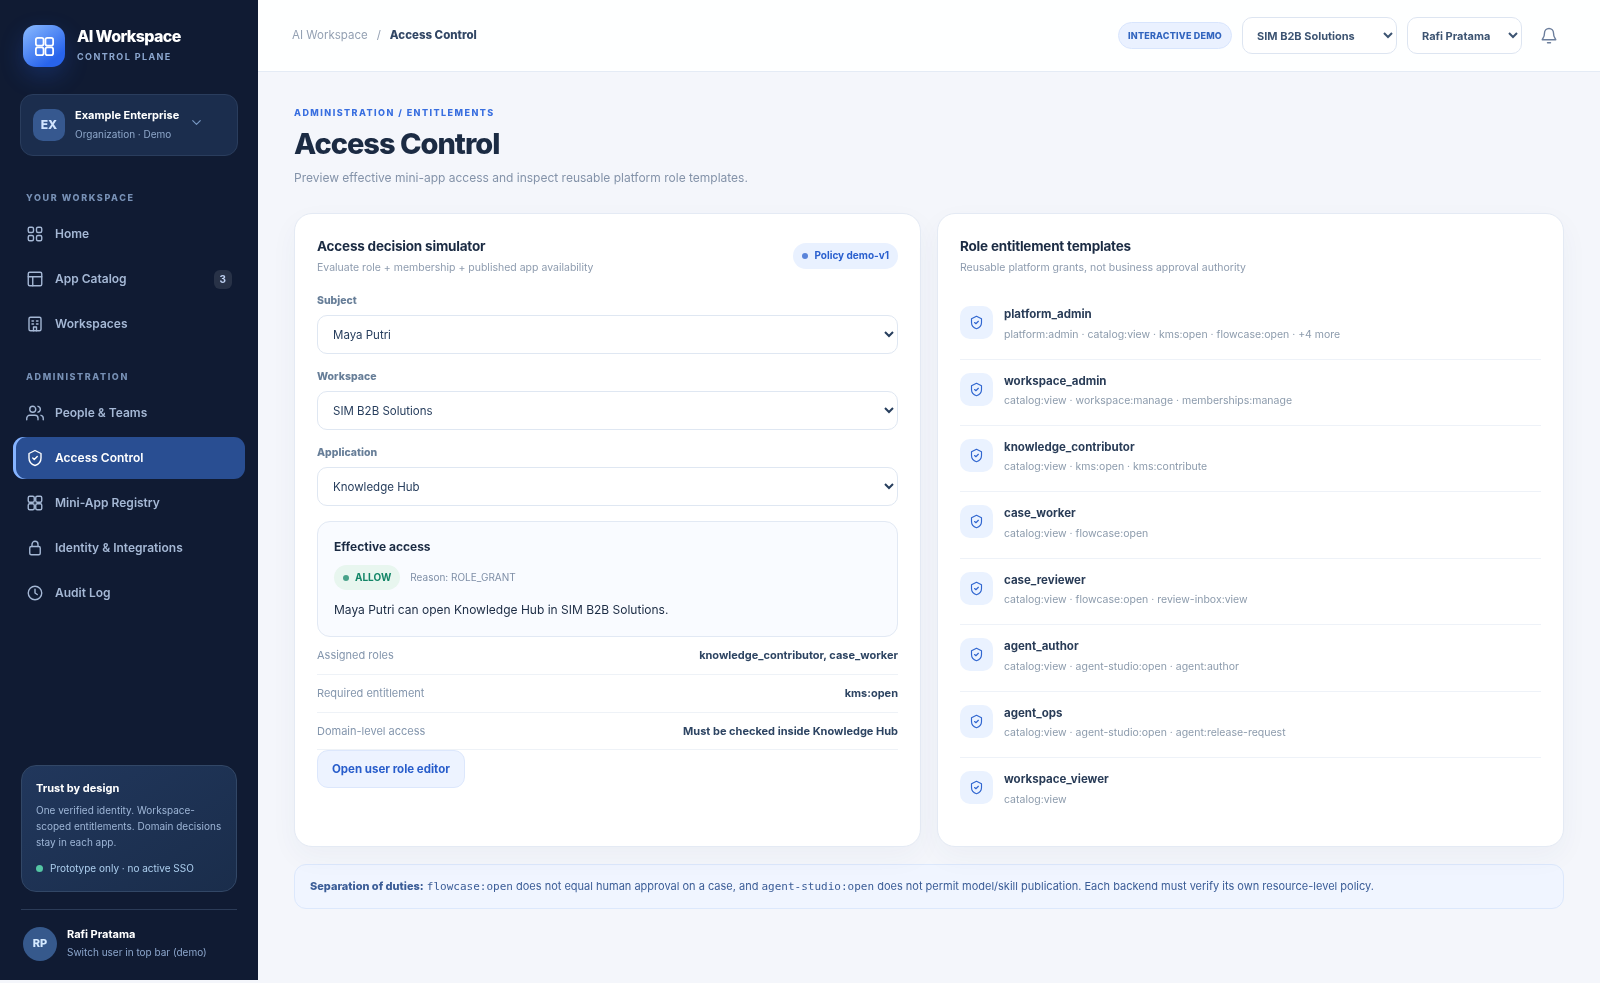 AI Workspace
CONTROL PLANE
EX
Example Enterprise
Organization · Demo
YOUR WORKSPACE
Home
App Catalog
3
Workspaces
ADMINISTRATION
People & Teams
Access Control
Mini-App Registry
Identity & Integrations
Audit Log
Trust by design
One verified identity. Workspace-
scoped entitlements. Domain decisions
stay in each app.
Prototype only · no active SSO
RP
Rafi Pratama
Switch user in top bar (demo)
AI Workspace / Access Control
INTERACTIVE DEMO
SIM B2B Solutions
Rafi Pratama
ADMINISTRATION / ENTITLEMENTS
Access Control
Preview effective mini-app access and inspect reusable platform role templates.
Access decision simulator
Evaluate role + membership + published app availability
Policy demo-v1
Subject
Maya Putri
Workspace
SIM B2B Solutions
Application
Knowledge Hub
Effective access
ALLOW
Reason: ROLE_GRANT
Maya Putri can open Knowledge Hub in SIM B2B Solutions.
Assigned roles
knowledge_contributor, case_worker
Required entitlement
kms:open
Domain-level access
Must be checked inside Knowledge Hub
Open user role editor
Role entitlement templates
Reusable platform grants, not business approval authority
platform_admin
platform:admin · catalog:view · kms:open · flowcase:open · +4 more
workspace_admin
catalog:view · workspace:manage · memberships:manage
knowledge_contributor
catalog:view · kms:open · kms:contribute
case_worker
catalog:view · flowcase:open
case_reviewer
catalog:view · flowcase:open · review-inbox:view
agent_author
catalog:view · agent-studio:open · agent:author
agent_ops
catalog:view · agent-studio:open · agent:release-request
workspace_viewer
catalog:view
Separation of duties: flowcase:open does not equal human approval on a case, and agent-studio:open does not permit model/skill publication. Each backend must verify its own resource-level policy.